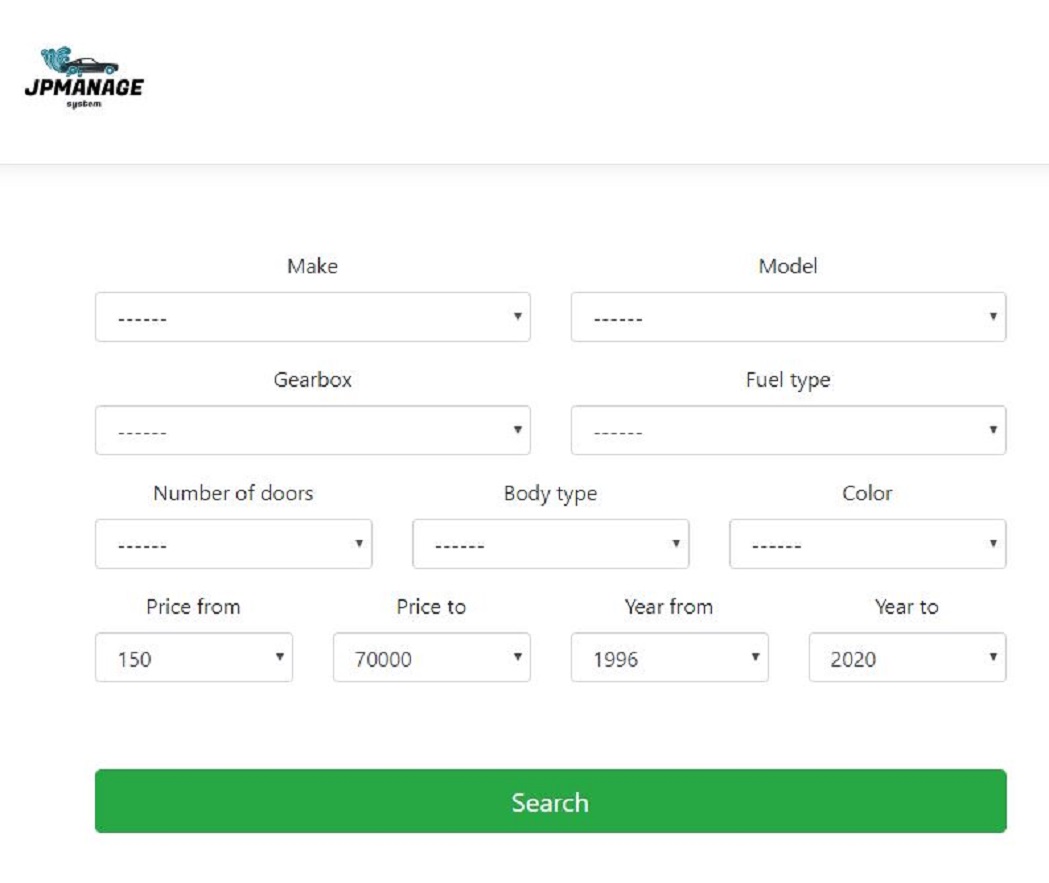 JPMANAGE
system
Make Model
------ ------
Gearbox Fuel type
------ ------
Number of doors Body type Color
------ ------ ------
Price from Price to Year from Year to
150 70000 1996 2020
Search